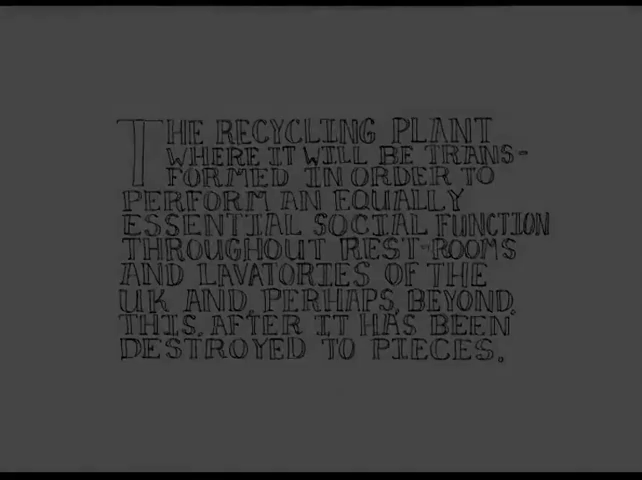 THE RECYCLING PLANT
WHERE IT WILL BE TRANS-
FORMED IN ORDER TO
PERFORM AN EQUALLY
ESSENTIAL SOCIAL FUNCTION
THROUGHOUT REST-ROOMS
AND LAVATORIES OF THE
UK AND, PERHAPS, BEYOND.
THIS, AFTER IT HAS BEEN
DESTROYED TO PIECES.